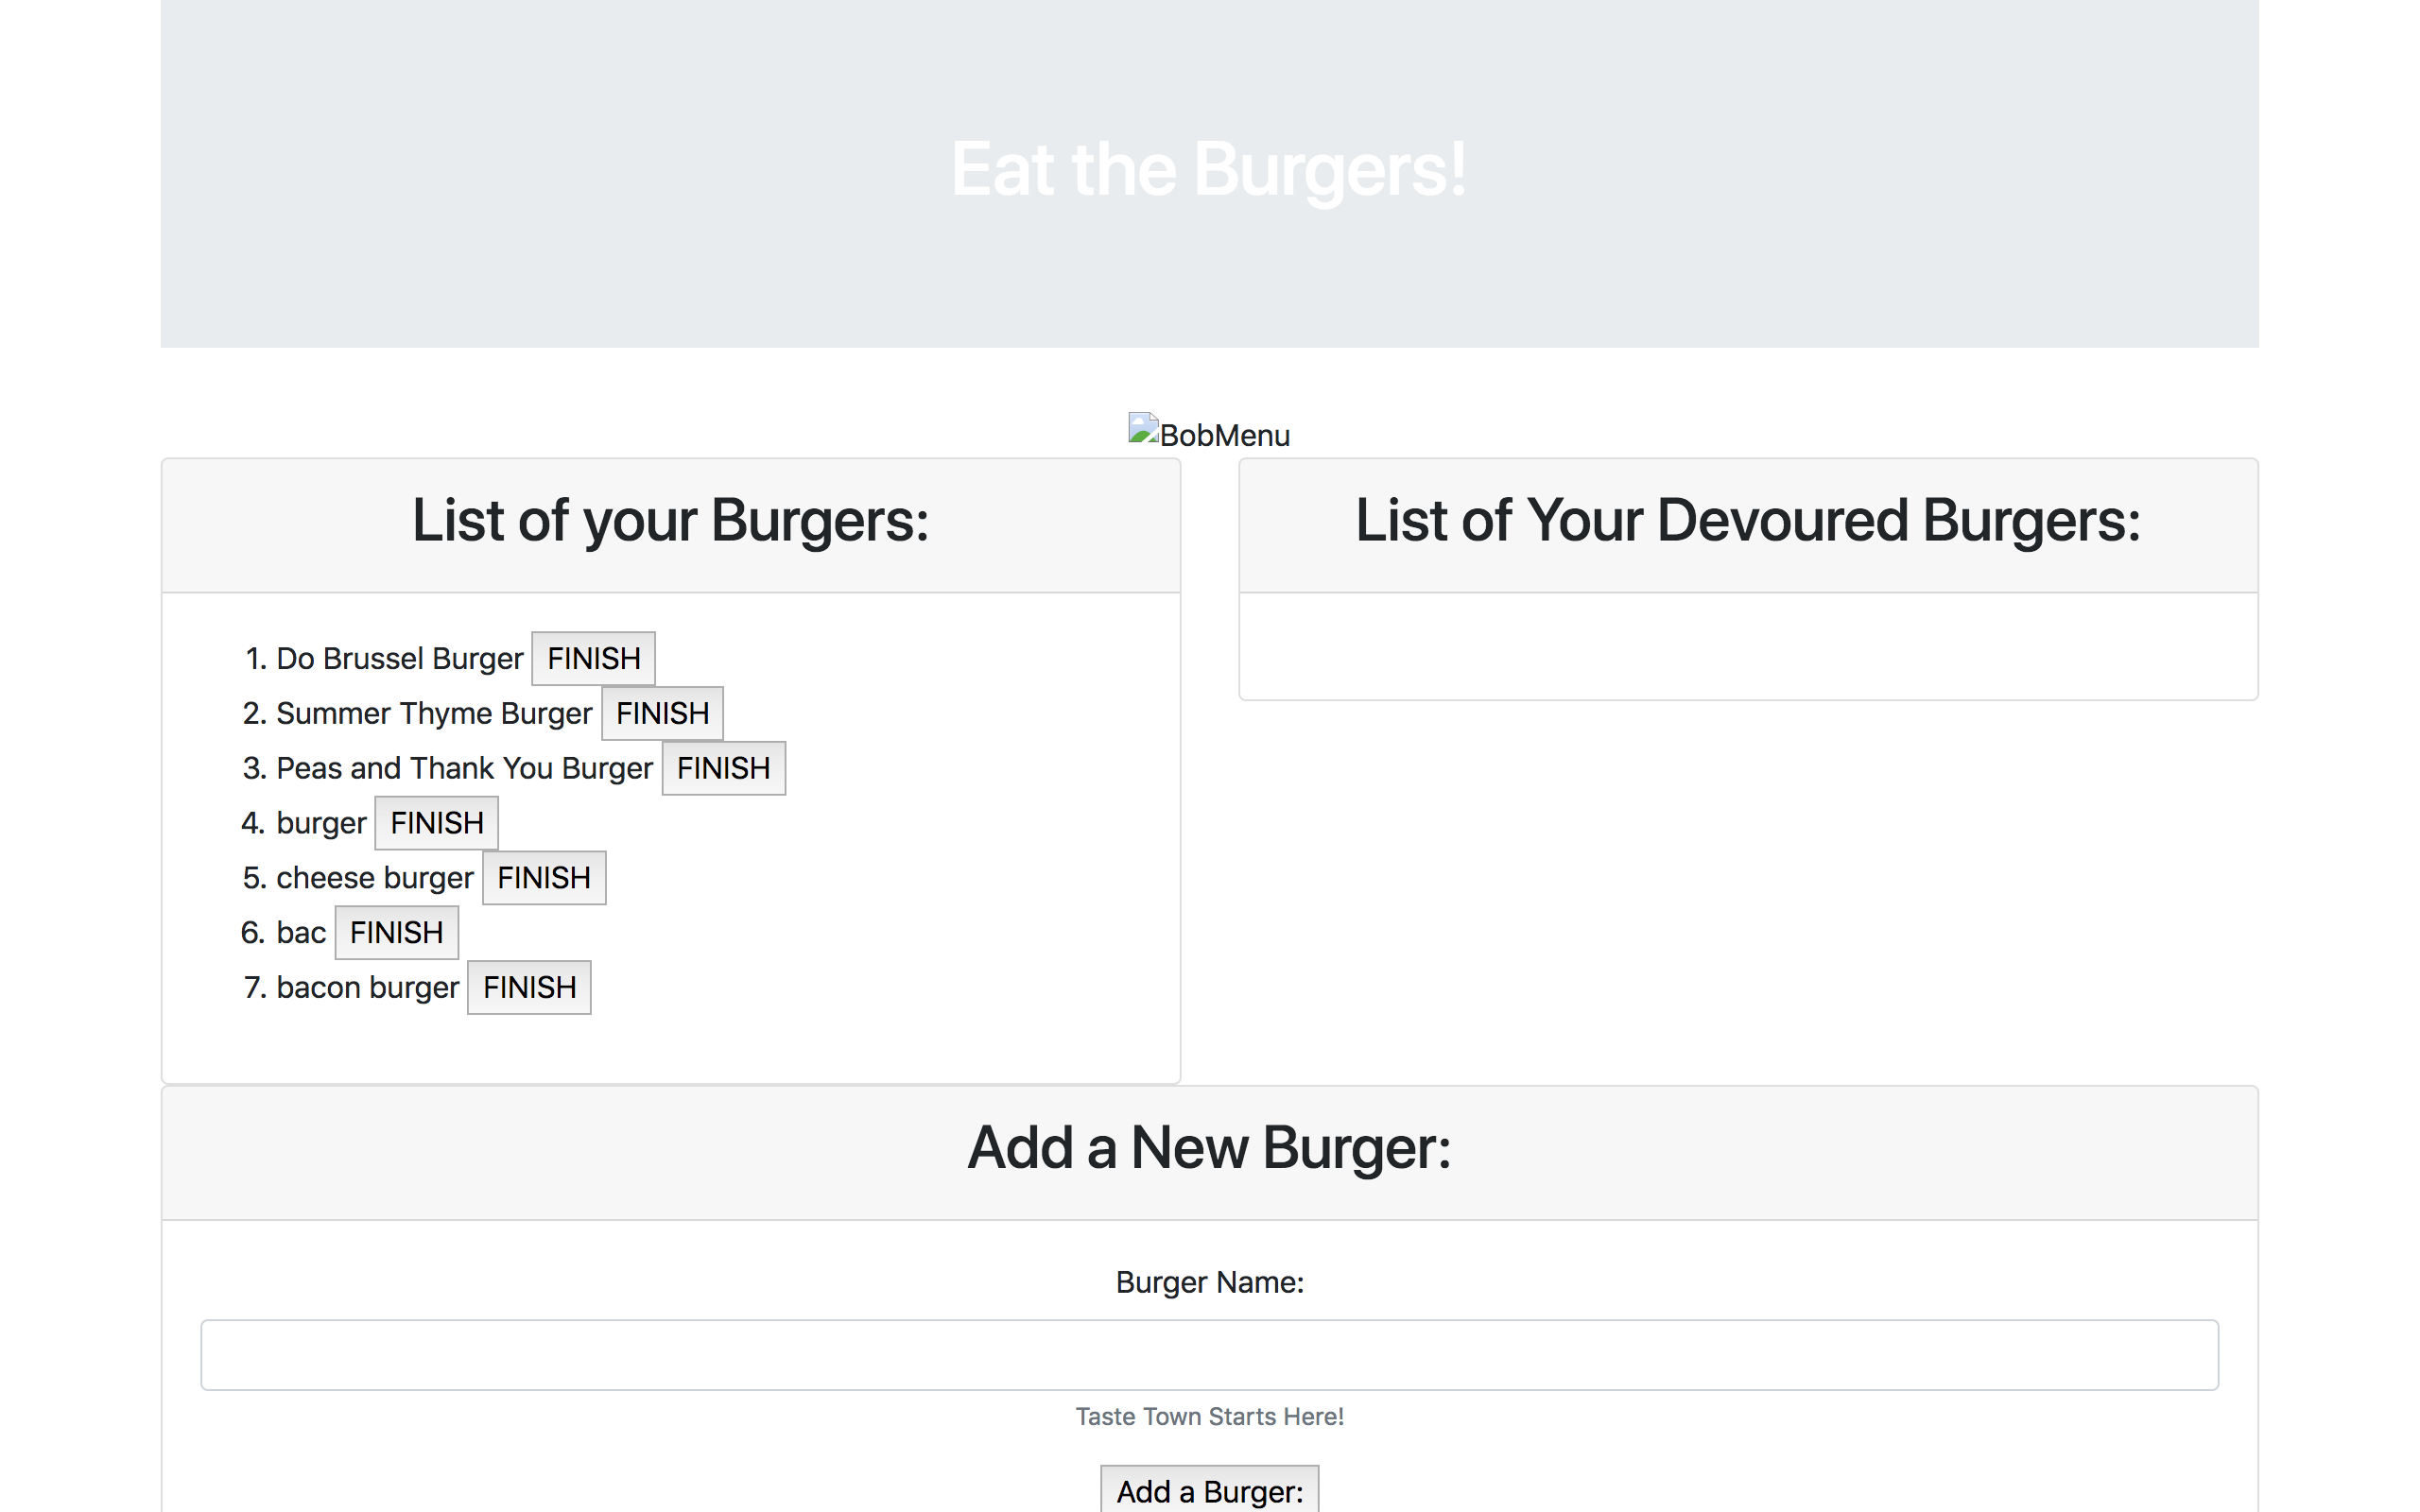 Eat the Burgers!
BobMenu
List of your Burgers:
1. Do Brussel Burger FINISH
2. Summer Thyme Burger FINISH
3. Peas and Thank You Burger FINISH
4. burger FINISH
5. cheese burger FINISH
6. bac FINISH
7. bacon burger FINISH
List of Your Devoured Burgers:
Add a New Burger:
Burger Name:
Taste Town Starts Here!
Add a Burger: